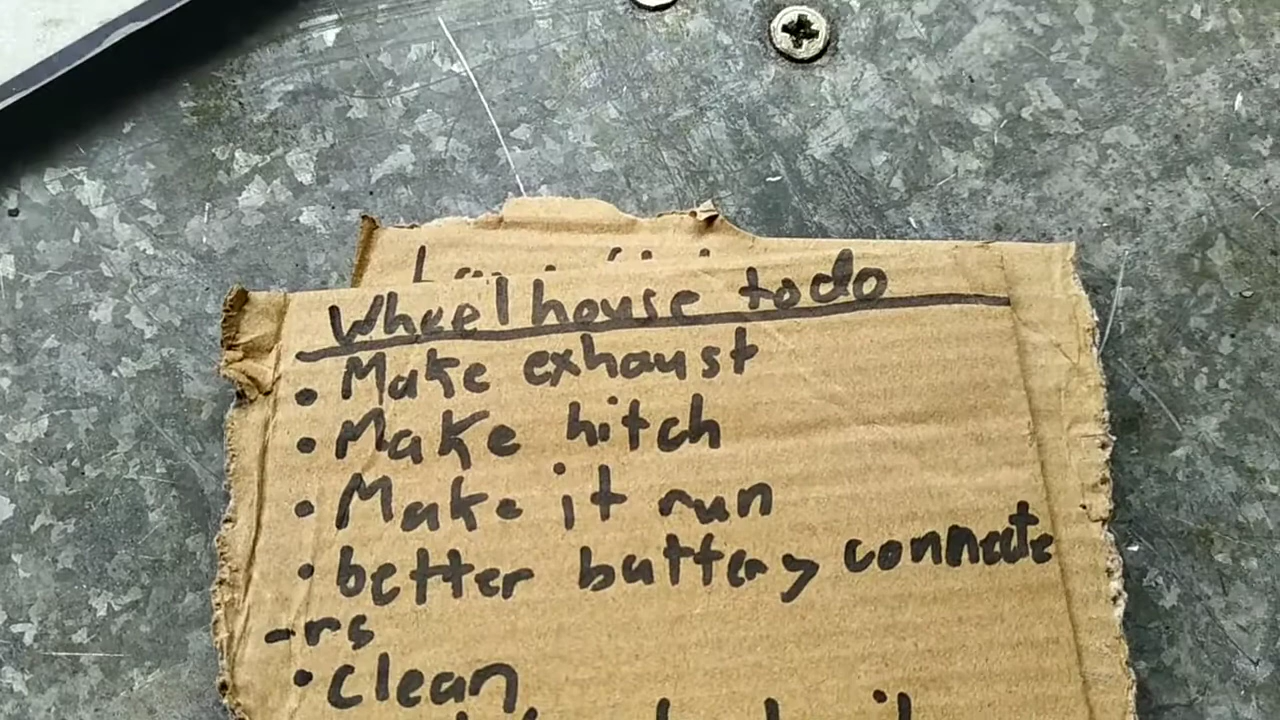 Wheelhouse todo
• Make exhaust
• Make hitch
• Make it run
• better battery connecte
-rs
• Clean